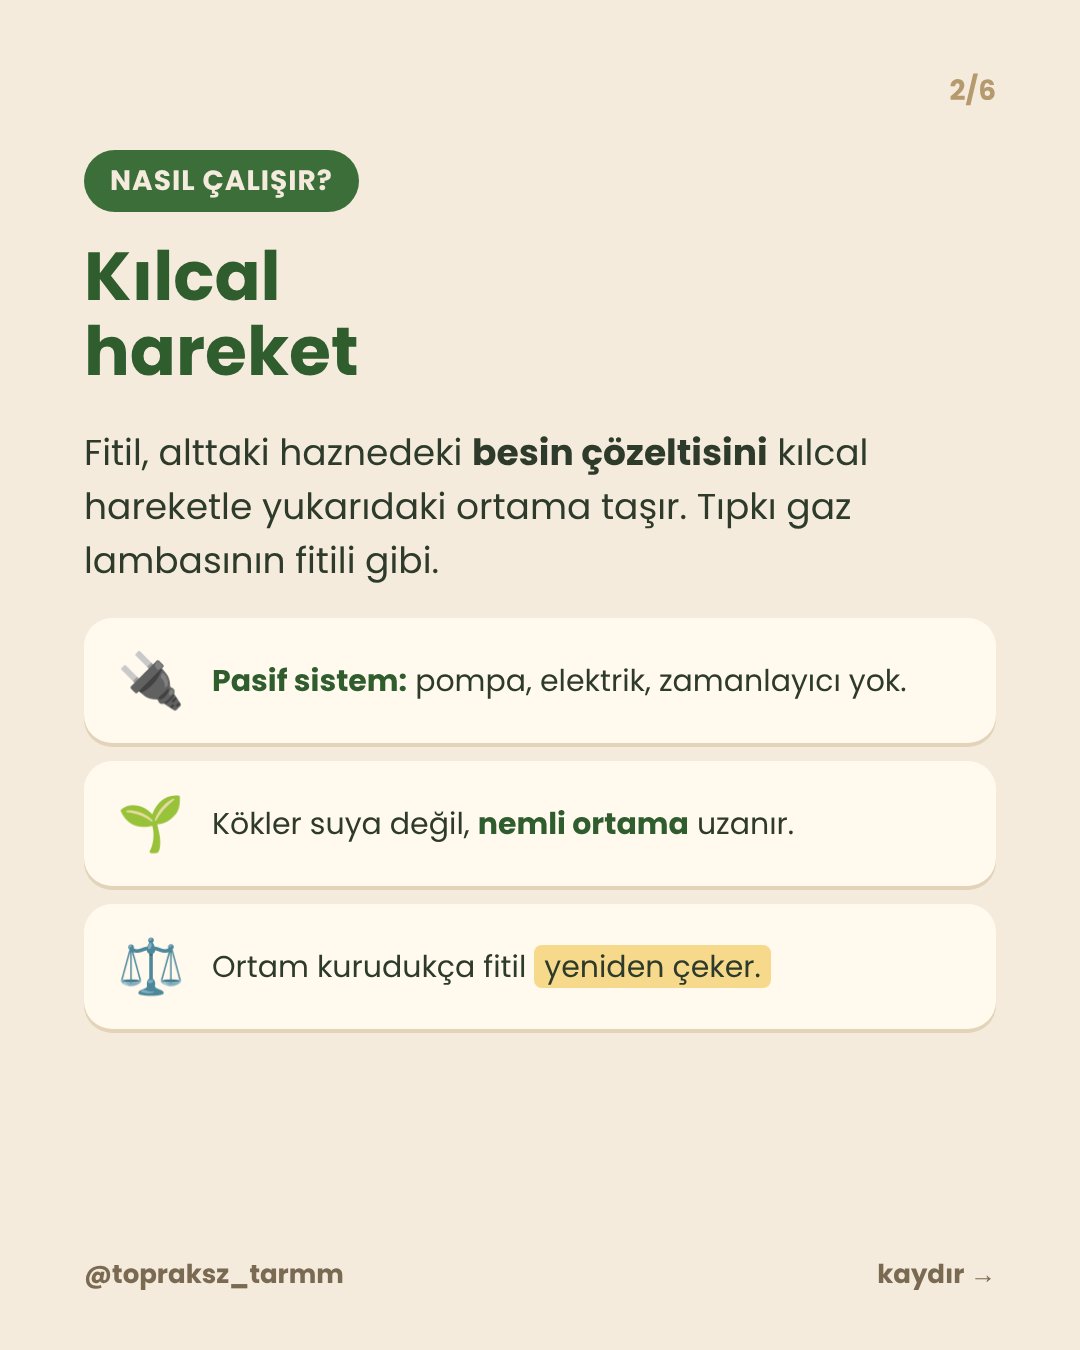 2/6
NASIL ÇALIŞIR?
Kılcal
hareket
Fitil, alttaki haznedeki besin çözeltisini kılcal
hareketle yukarıdaki ortama taşır. Tıpkı gaz
lambasının fitili gibi.
Pasif sistem: pompa, elektrik, zamanlayıcı yok.
Kökler suya değil, nemli ortama uzanır.
Ortam kurudukça fitil yeniden çeker.
@topraksz_tarmm
kaydır →